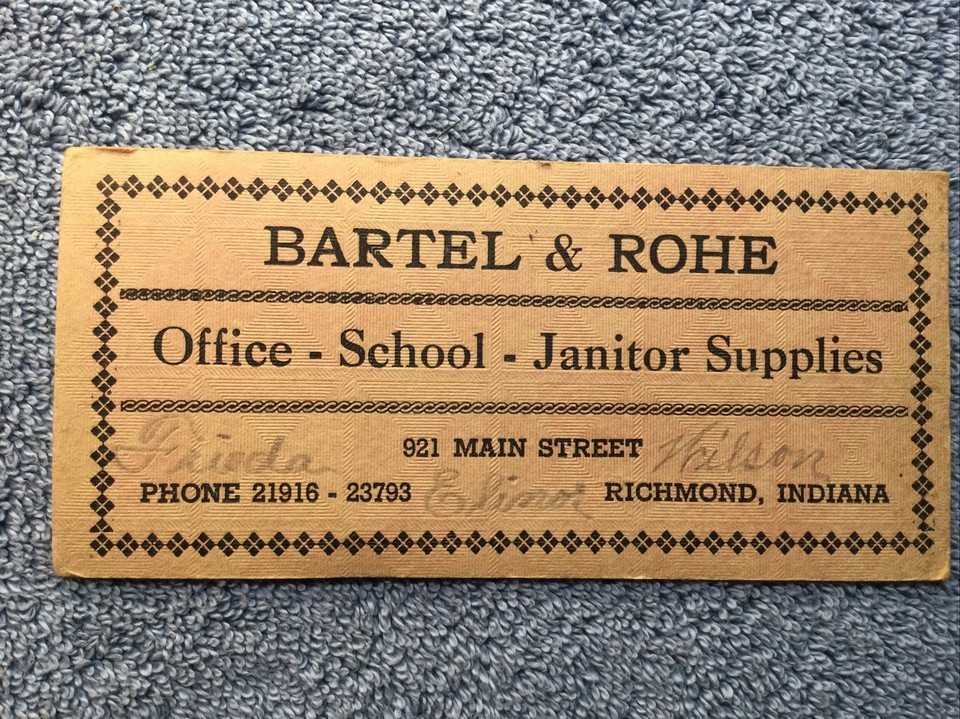 BARTEL & ROHE
Office - School - Janitor Supplies
Frieda 921 MAIN STREET Wilson
PHONE 21916 - 23793 Elinor RICHMOND, INDIANA